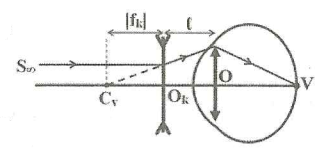 |fₖ| ℓ
S∞
O V
Cᵥ Oₖ